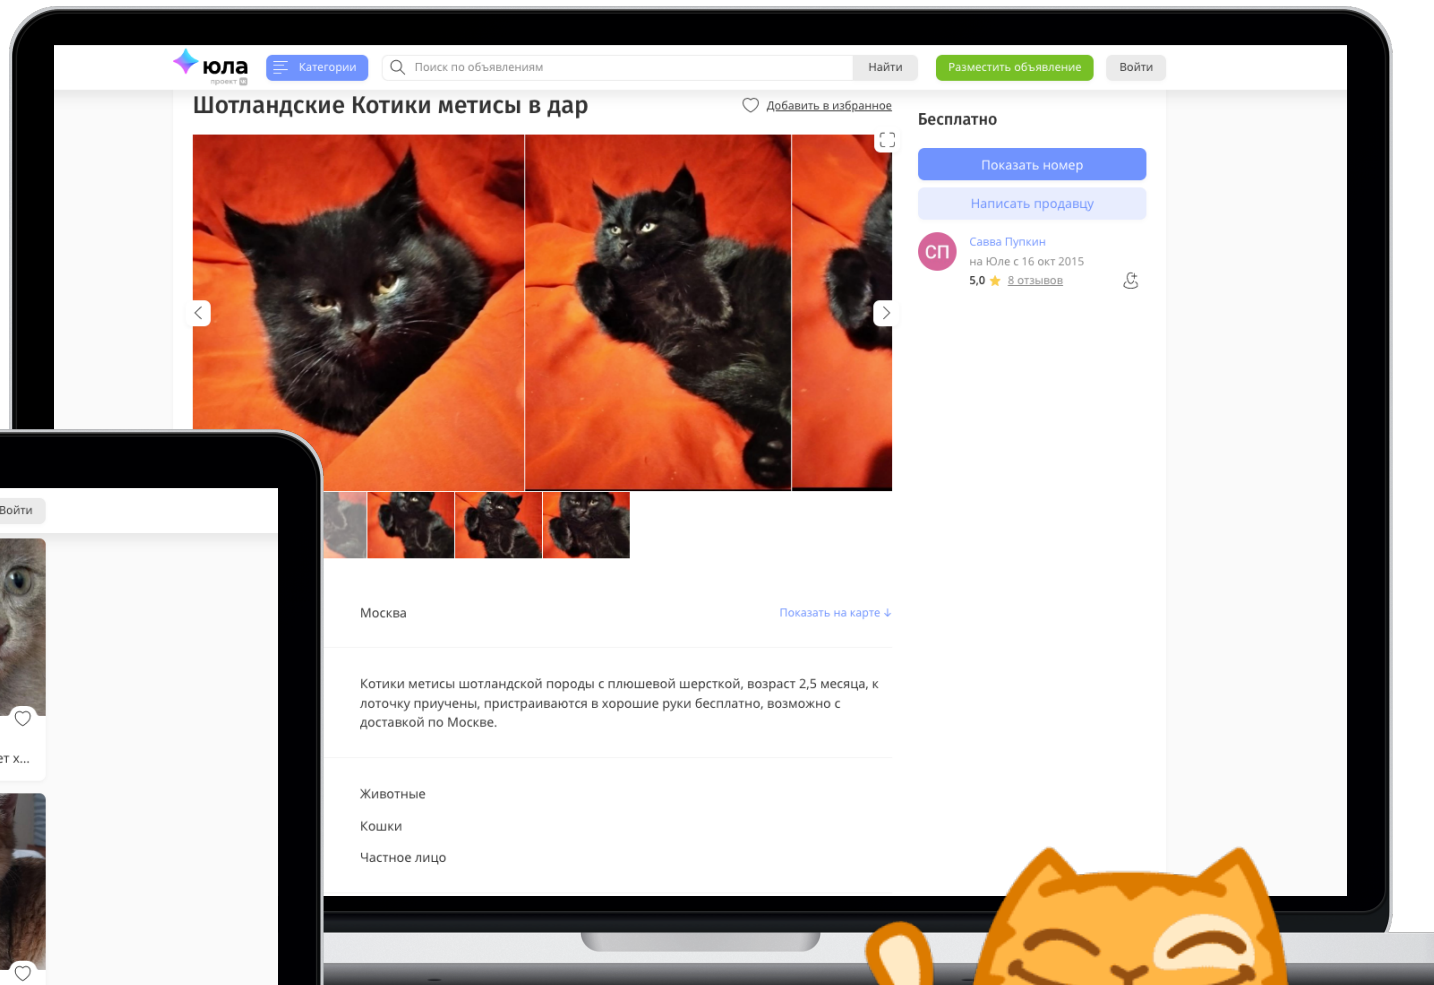 юла
проект
Категории
Поиск по объявлениям
Найти
Разместить объявление
Войти
Шотландские Котики метисы в дар
Добавить в избранное
Бесплатно
Показать номер
Написать продавцу
СП
Савва Пупкин
на Юле с 16 окт 2015
5,0
8 отзывов
Москва
Показать на карте ↓
Котики метисы шотландской породы с плюшевой шерсткой, возраст 2,5 месяца, к
лоточку приучены, пристраиваются в хорошие руки бесплатно, возможно с
доставкой по Москве.
Животные
Кошки
Частное лицо
Войти
ет х...